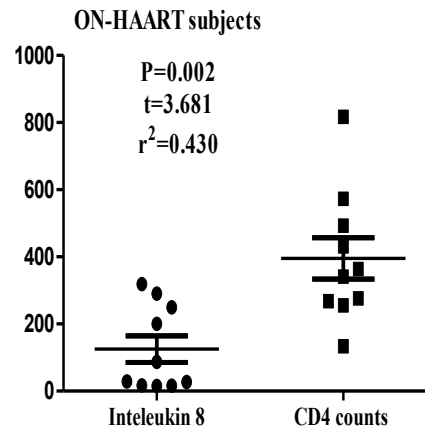 ON-HAART subjects
P=0.002
t=3.681
r²=0.430
1000
800
600
400
200
0
Inteleukin 8
CD4 counts